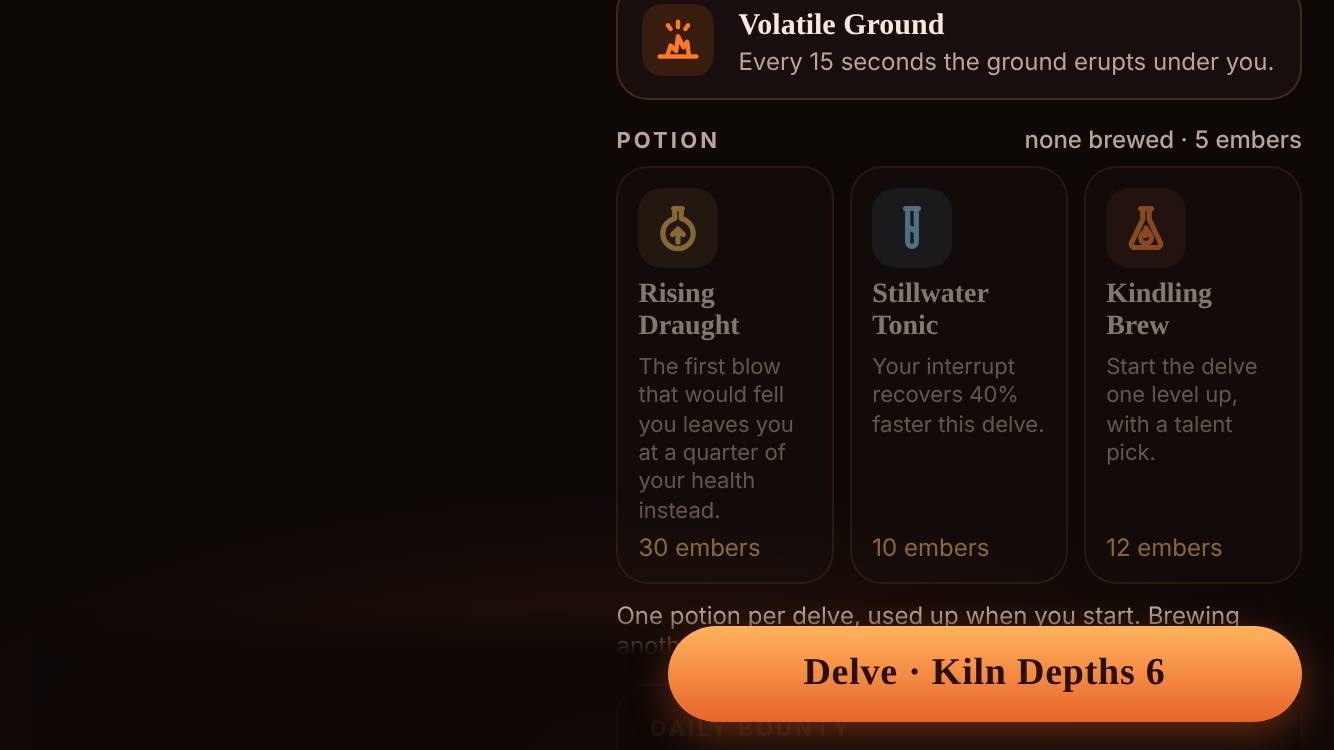 Volatile Ground
Every 15 seconds the ground erupts under you.
POTION
none brewed · 5 embers
Rising
Draught
The first blow
that would fell
you leaves you
at a quarter of
your health
instead.
30 embers
Stillwater
Tonic
Your interrupt
recovers 40%
faster this delve.
10 embers
Kindling
Brew
Start the delve
one level up,
with a talent
pick.
12 embers
One potion per delve, used up when you start. Brewing
Delve · Kiln Depths 6
DAILY BOUNTY